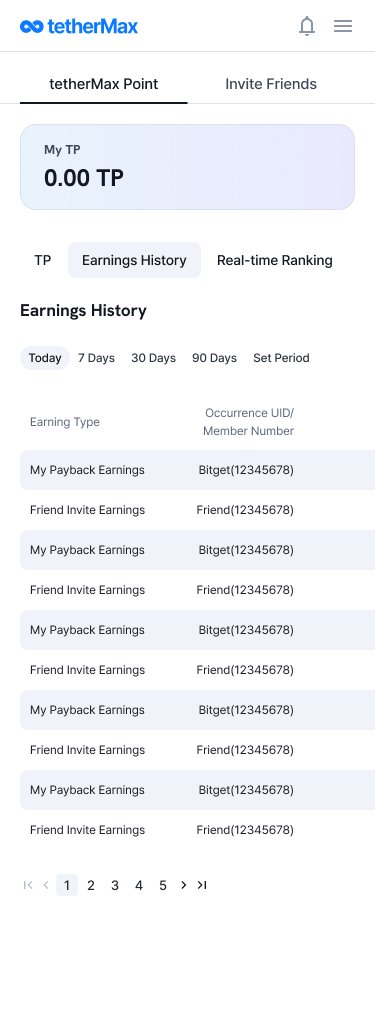 tetherMax
tetherMax Point Invite Friends
My TP
0.00 TP
TP Earnings History Real-time Ranking
Earnings History
Today 7 Days 30 Days 90 Days Set Period
Earning Type Occurrence UID/
Member Number
My Payback Earnings Bitget(12345678)
Friend Invite Earnings Friend(12345678)
My Payback Earnings Bitget(12345678)
Friend Invite Earnings Friend(12345678)
My Payback Earnings Bitget(12345678)
Friend Invite Earnings Friend(12345678)
My Payback Earnings Bitget(12345678)
Friend Invite Earnings Friend(12345678)
My Payback Earnings Bitget(12345678)
Friend Invite Earnings Friend(12345678)
1 2 3 4 5